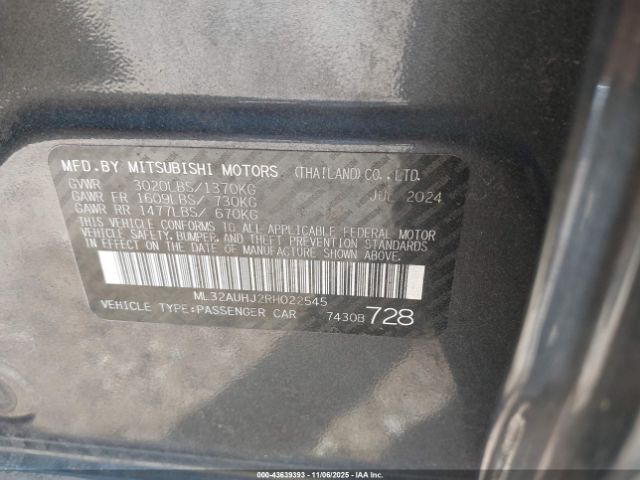 MFD.BY MITSUBISHI MOTORS (THAILAND)CO.,LTD.
GVWR 3020LBS/1370KG JUL 2024
GAWR FR 1609LBS/ 730KG
GAWR RR 1477LBS/ 670KG
THIS VEHICLE CONFORMS TO ALL APPLICABLE FEDERAL MOTOR
VEHICLE SAFETY, BUMPER, AND THEFT PREVENTION STANDARDS
IN EFFECT ON THE DATE OF MANUFACTURE SHOWN ABOVE.
ML32AUHJ2RH022545
VEHICLE TYPE:PASSENGER CAR 7430B 728
000-43639393 - 11/06/2025 - IAA Inc.